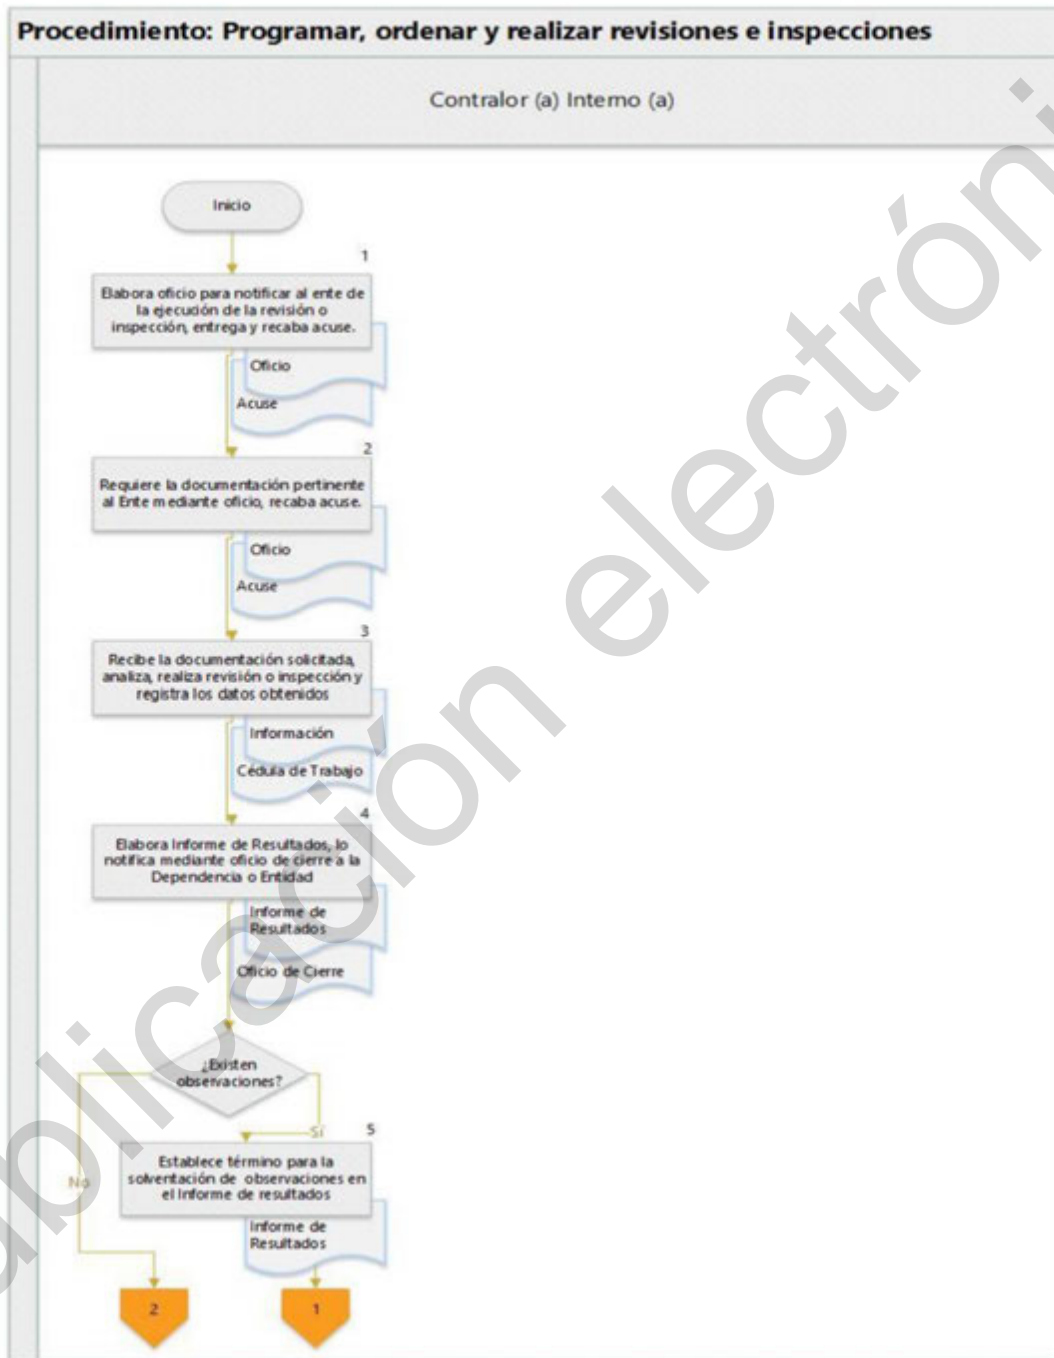 Procedimiento: Programar, ordenar y realizar revisiones e inspecciones
Contralor (a) Interno (a)
Inicio
1
Elabora oficio para notificar al ente de
la ejecución de la revisión o
inspección, entrega y recaba acuse.
Oficio
Acuse
2
Requiere la documentación pertinente
al Ente mediante oficio, recaba acuse.
Oficio
Acuse
3
Recibe la documentación solicitada,
analiza, realiza revisión o inspección y
registra los datos obtenidos
Información
Cédula de Trabajo
4
Elabora Informe de Resultados, lo
notifica mediante oficio de cierre a la
Dependencia o Entidad
Informe de
Resultados
Oficio de Cierre
¿Existen
observaciones?
Sí
5
Establece término para la
solventación de observaciones en
el Informe de resultados
No
Informe de
Resultados
2
1
ublicación electróni